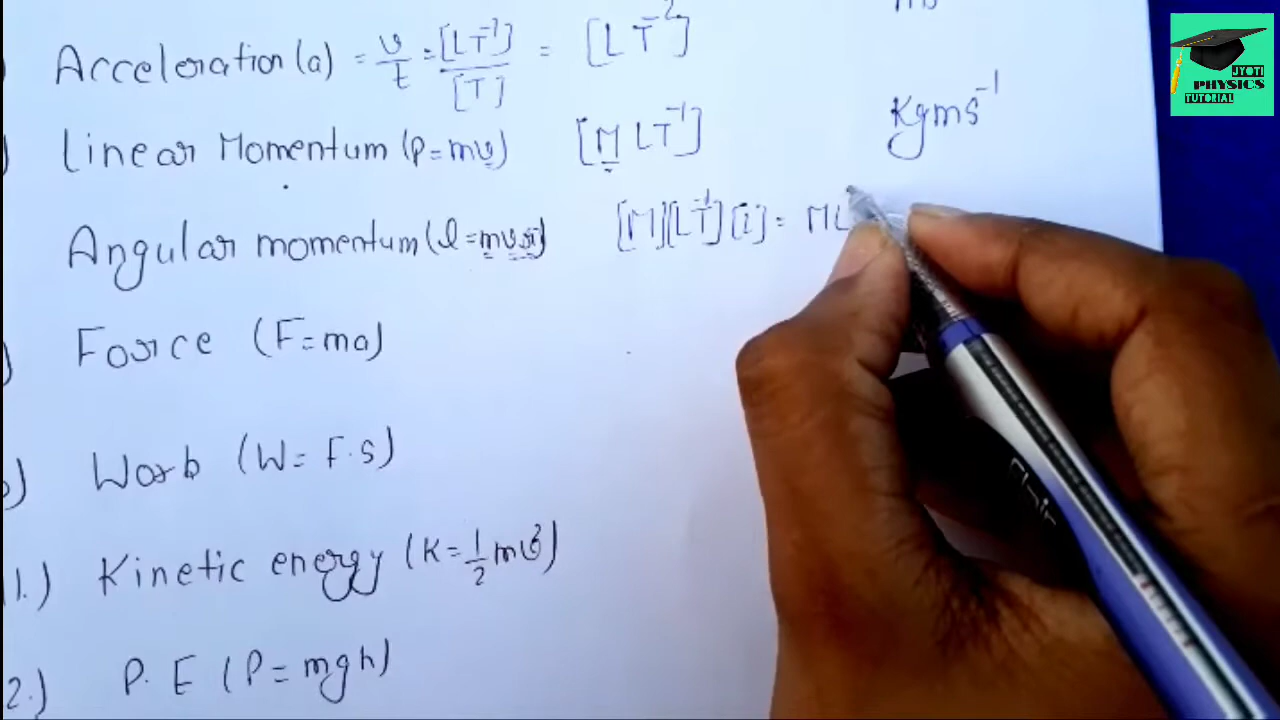 Acceleration (a) = v/t = [LT⁻¹]/[T] = [LT⁻²]
Linear Momentum (P=mv) [MLT⁻¹] Kgms⁻¹
Angular momentum (l=mvr) [M][LT⁻¹][L] = ML
Force (F=ma)
Work (W= F.S)
1.) Kinetic energy (K=½mv²)
2.) P.E (P=mgh)
JYOTI
PHYSICS
TUTORIAL